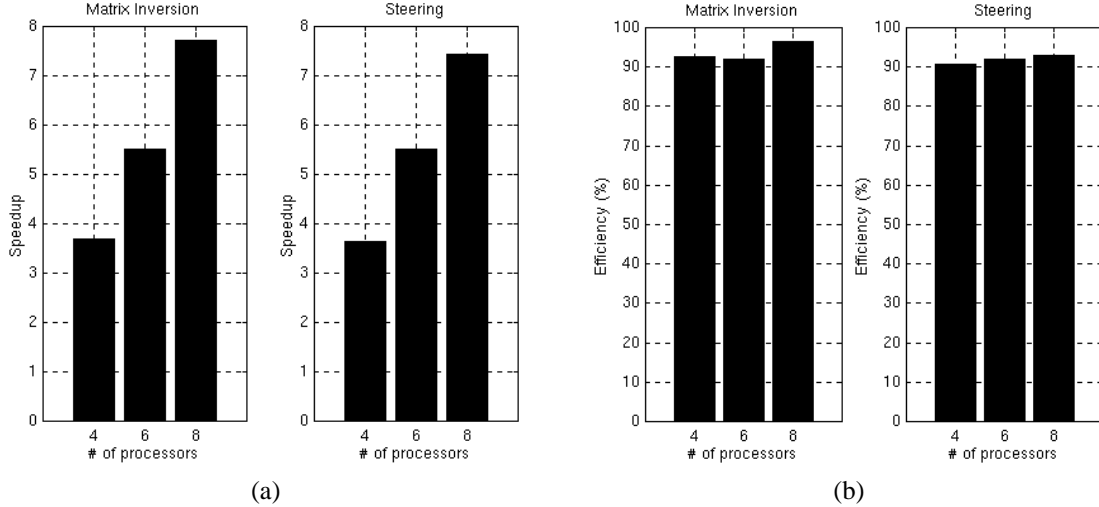 Matrix Inversion
8
7
6
5
4
3
2
1
0
Speedup
4 6 8
# of processors
Steering
8
7
6
5
4
3
2
1
0
Speedup
4 6 8
# of processors
(a)
Matrix Inversion
100
90
80
70
60
50
40
30
20
10
0
Efficiency (%)
4 6 8
# of processors
Steering
100
90
80
70
60
50
40
30
20
10
0
Efficiency (%)
4 6 8
# of processors
(b)